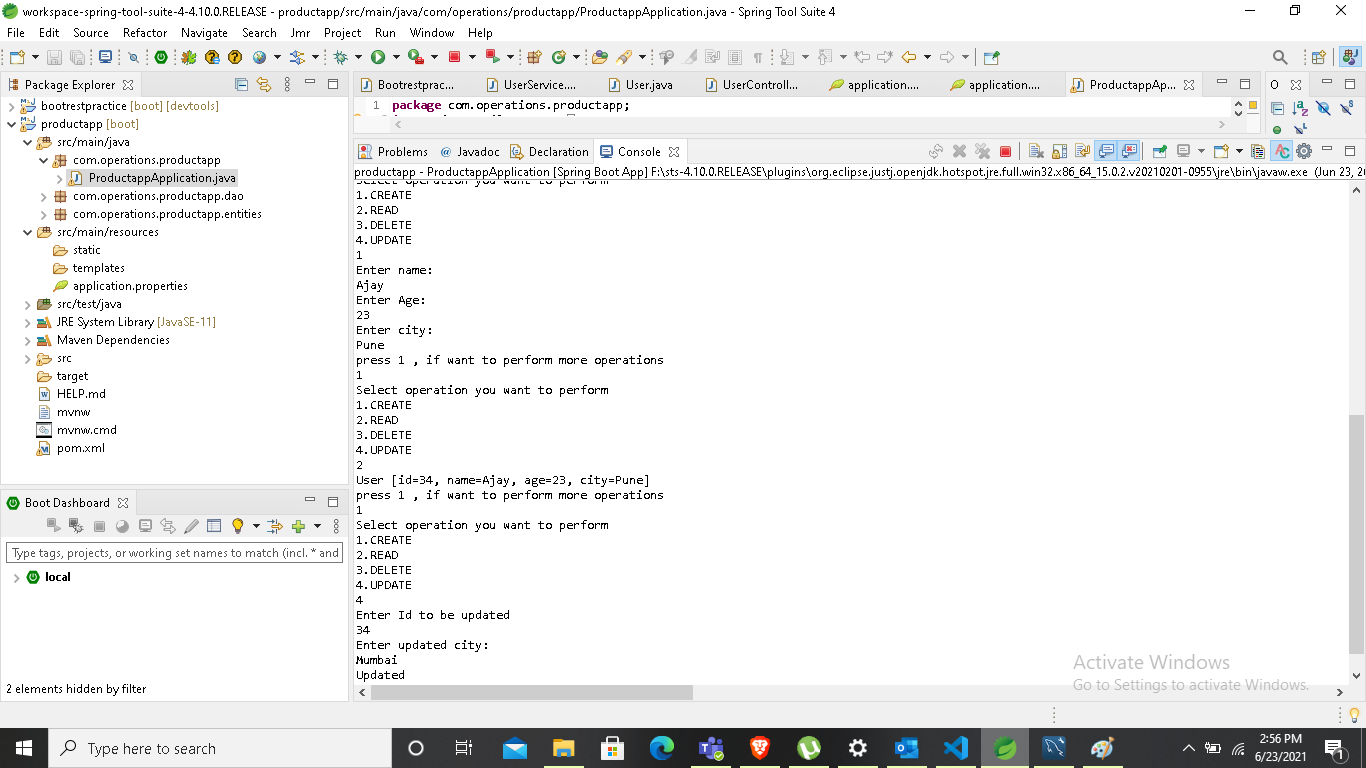 workspace-spring-tool-suite-4-4.10.0.RELEASE - productapp/src/main/java/com/operations/productapp/ProductappApplication.java - Spring Tool Suite 4
File Edit Source Refactor Navigate Search Jmr Project Run Window Help
Package Explorer
bootrestpractice [boot] [devtools]
productapp [boot]
src/main/java
com.operations.productapp
ProductappApplication.java
com.operations.productapp.dao
com.operations.productapp.entities
src/main/resources
static
templates
application.properties
src/test/java
JRE System Library [JavaSE-11]
Maven Dependencies
src
target
HELP.md
mvnw
mvnw.cmd
pom.xml
Boot Dashboard
Type tags, projects, or working set names to match (incl. * and
local
2 elements hidden by filter
Bootrestprac... UserService.... User.java UserControll... application.... application.... ProductappAp... O
1 package com.operations.productapp;
Problems Javadoc Declaration Console
productapp - ProductappApplication [Spring Boot App] F:\sts-4.10.0.RELEASE\plugins\org.eclipse.justj.openjdk.hotspot.jre.full.win32.x86_64_15.0.2.v20210201-0955\jre\bin\javaw.exe (Jun 23, 20
Select operation you want to perform
1.CREATE
2.READ
3.DELETE
4.UPDATE
1
Enter name:
Ajay
Enter Age:
23
Enter city:
Pune
press 1 , if want to perform more operations
1
Select operation you want to perform
1.CREATE
2.READ
3.DELETE
4.UPDATE
2
User [id=34, name=Ajay, age=23, city=Pune]
press 1 , if want to perform more operations
1
Select operation you want to perform
1.CREATE
2.READ
3.DELETE
4.UPDATE
4
Enter Id to be updated
34
Enter updated city:
Mumbai
Updated
Activate Windows
Go to Settings to activate Windows.
Type here to search
2:56 PM
6/23/2021
1